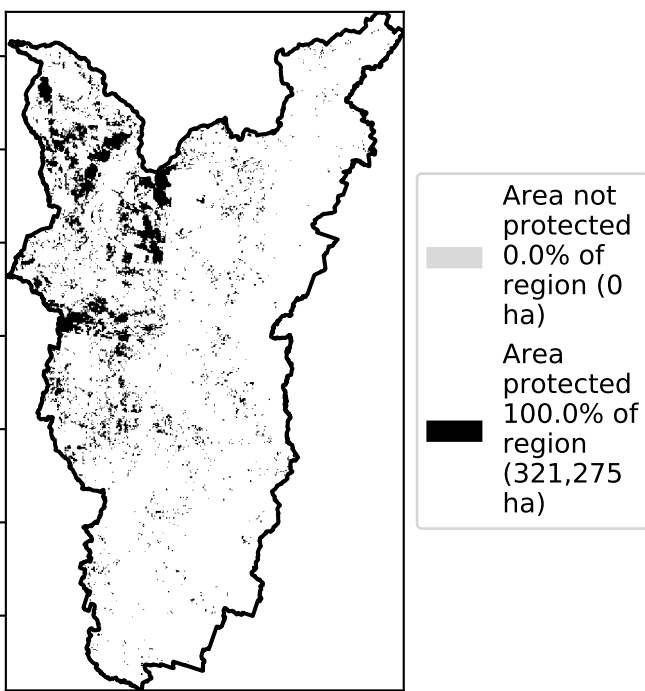 Area not
protected
0.0% of
region (0
ha)
Area
protected
100.0% of
region
(321,275
ha)